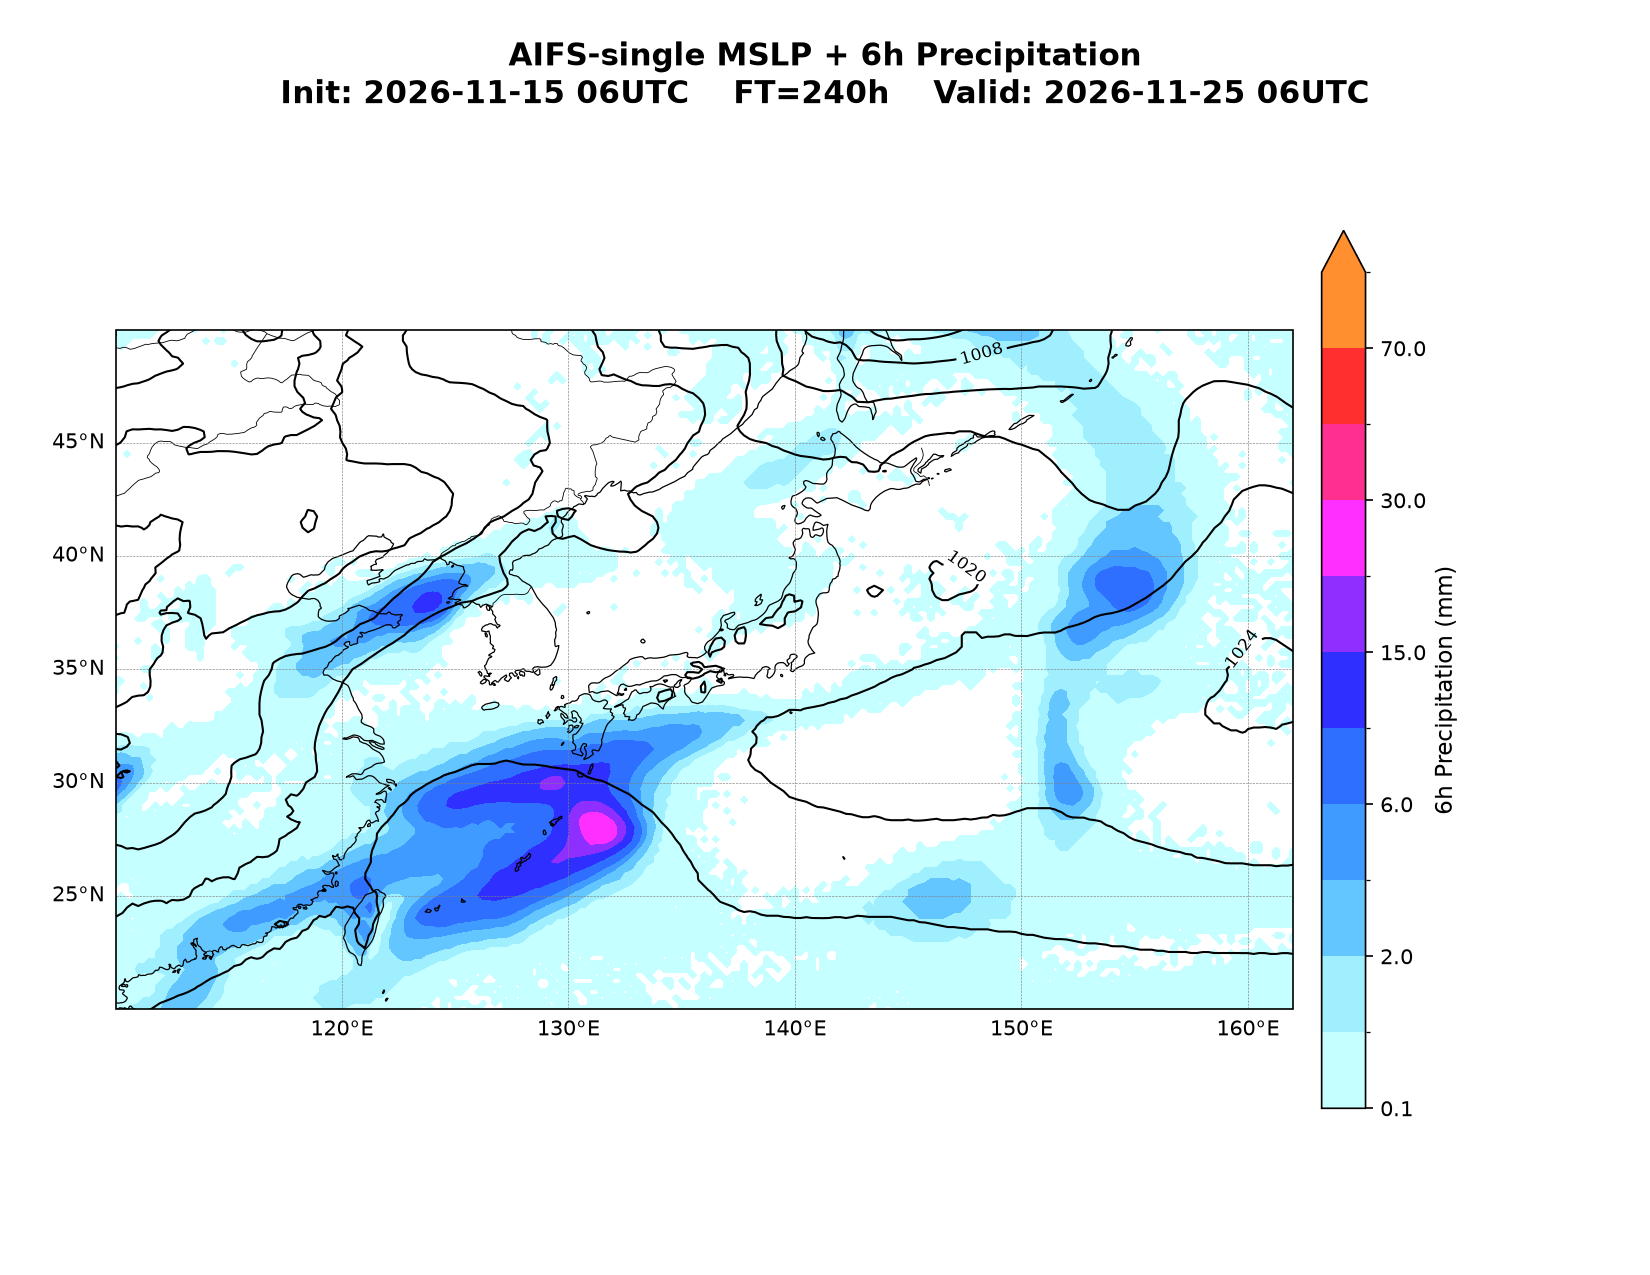 AIFS-single MSLP + 6h Precipitation
Init: 2026-11-15 06UTC    FT=240h    Valid: 2026-11-25 06UTC
1008
1020
1024
45°N
40°N
35°N
30°N
25°N
120°E
130°E
140°E
150°E
160°E
70.0
30.0
15.0
6.0
2.0
0.1
6h Precipitation (mm)